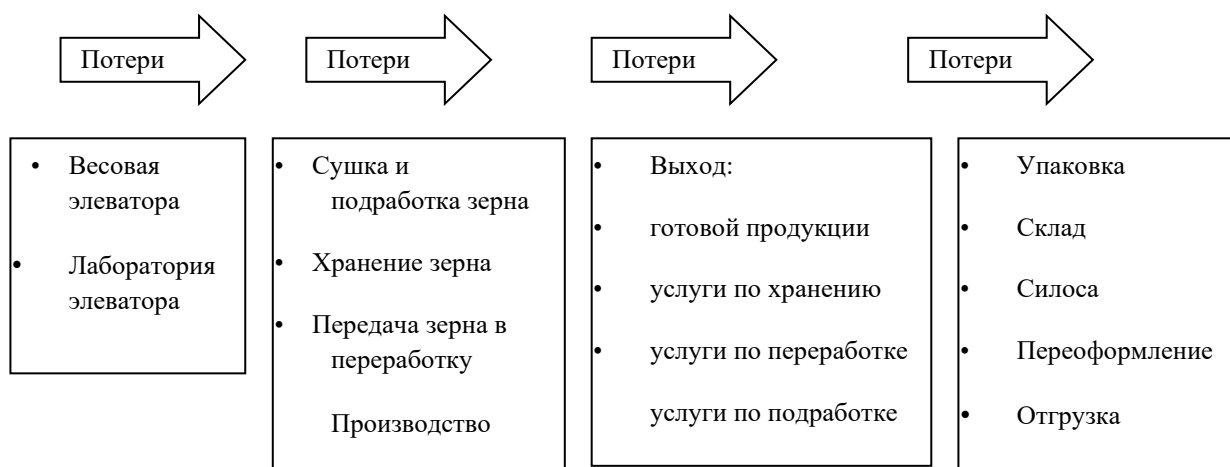 Потери
Потери
Потери
Потери
• Весовая
элеватора
• Лаборатория
элеватора
• Сушка и
подработка зерна
• Хранение зерна
• Передача зерна в
переработку
Производство
• Выход:
• готовой продукции
• услуги по хранению
• услуги по переработке
услуги по подработке
• Упаковка
• Склад
• Силоса
• Переоформление
• Отгрузка